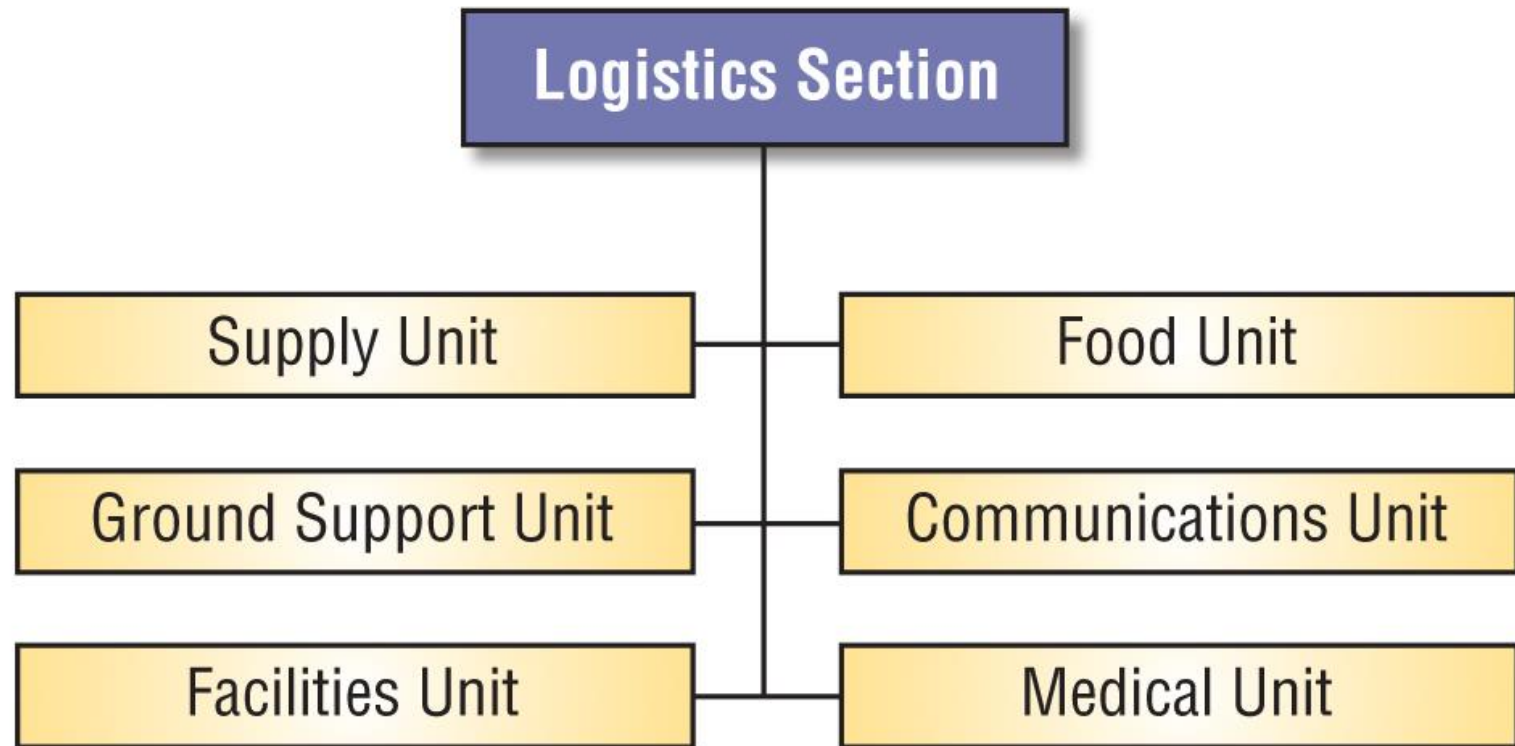 Logistics Section
Supply Unit
Food Unit
Ground Support Unit
Communications Unit
Facilities Unit
Medical Unit